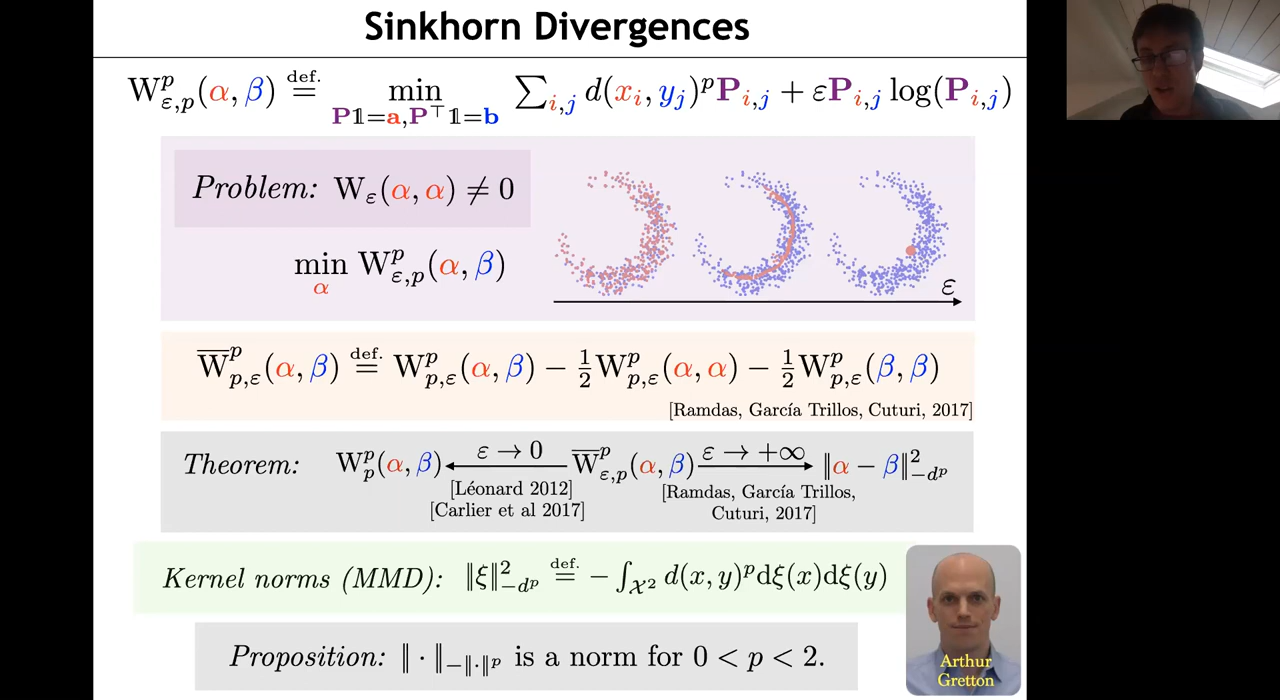 Sinkhorn Divergences
W^p_{ε,p}(α, β) def.= min_{P𝟙=a,P^⊤𝟙=b} ∑_{i,j} d(x_i, y_j)^p P_{i,j} + εP_{i,j} log(P_{i,j})
Problem: W_ε(α, α) ≠ 0
min_α W^p_{ε,p}(α, β)
ε
W̅^p_{p,ε}(α, β) def.= W^p_{p,ε}(α, β) − ½W^p_{p,ε}(α, α) − ½W^p_{p,ε}(β, β)
[Ramdas, García Trillos, Cuturi, 2017]
Theorem: W^p_p(α, β) ←ε → 0 W̅^p_{ε,p}(α, β) ε → +∞→ ‖α − β‖²_{−d^p}
[Léonard 2012]
[Carlier et al 2017]
[Ramdas, García Trillos,
Cuturi, 2017]
Kernel norms (MMD): ‖ξ‖²_{−d^p} def.= − ∫_{𝒳²} d(x, y)^p dξ(x)dξ(y)
Proposition: ‖ · ‖_{−‖·‖^p} is a norm for 0 < p < 2.
Arthur
Gretton